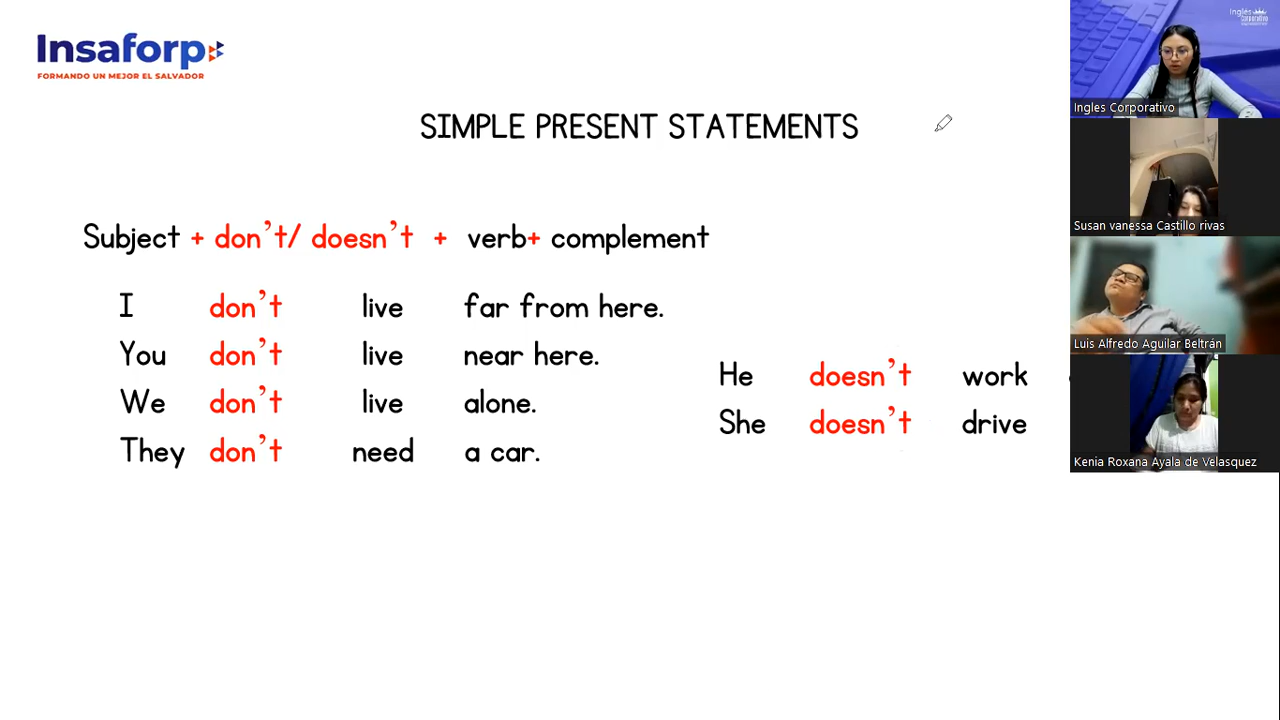 Insaforp
FORMANDO UN MEJOR EL SALVADOR
SIMPLE PRESENT STATEMENTS
Subject + don't/ doesn't + verb+ complement
I don't live far from here.
You don't live near here.
We don't live alone.
They don't need a car.
He doesn't work
She doesn't drive
Inglés
Corporativo
Ingles Corporativo
Susan vanessa Castillo rivas
Luis Alfredo Aguilar Beltrán
Kenia Roxana Ayala de Velasquez